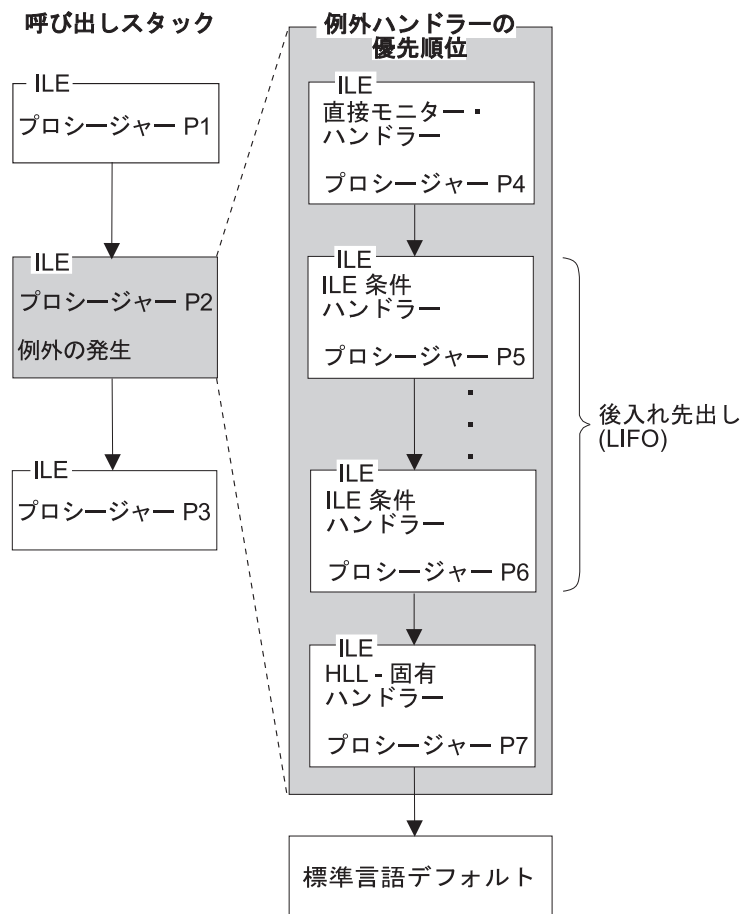 呼び出しスタック
ILE
プロシージャー P1
ILE
プロシージャー P2
例外の発生
ILE
プロシージャー P3
例外ハンドラーの
優先順位
ILE
直接モニター・
ハンドラー
プロシージャー P4
ILE
ILE 条件
ハンドラー
プロシージャー P5
ILE
ILE 条件
ハンドラー
プロシージャー P6
後入れ先出し
(LIFO)
ILE
HLL - 固有
ハンドラー
プロシージャー P7
標準言語デフォルト